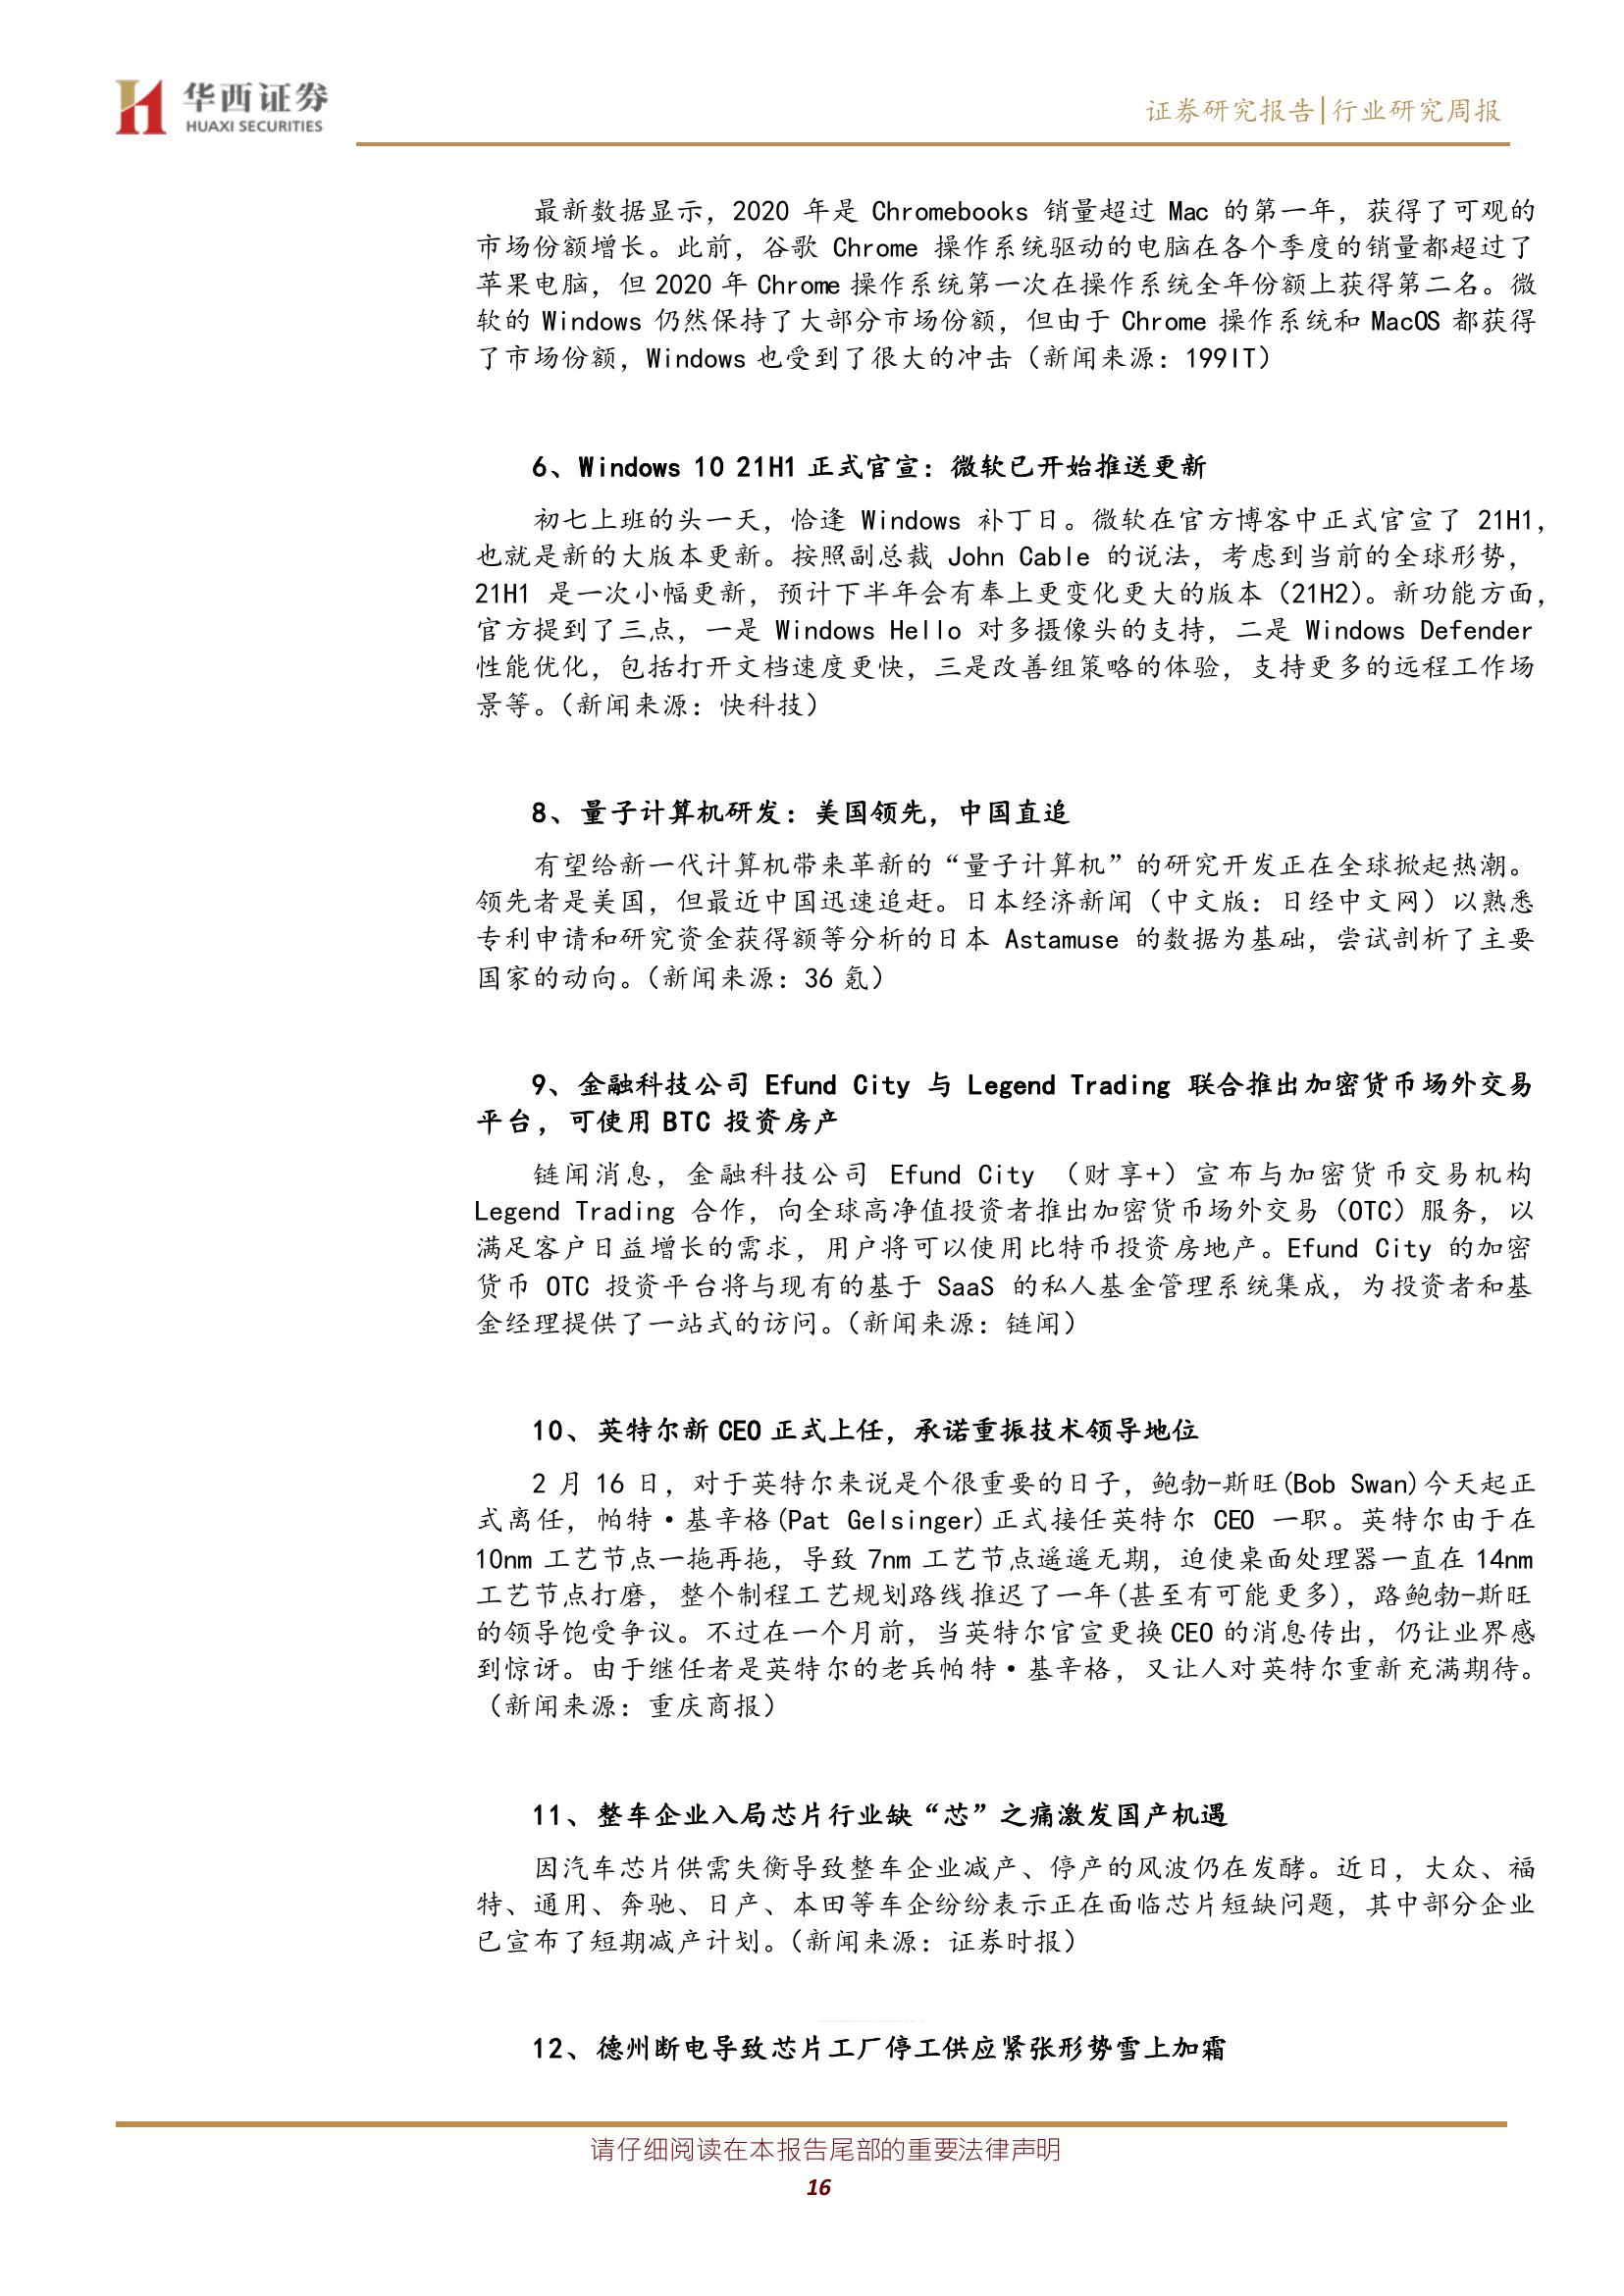 华西证券
HUAXI SECURITIES
证券研究报告|行业研究周报
最新数据显示，2020 年是 Chromebooks 销量超过 Mac 的第一年，获得了可观的
市场份额增长。此前，谷歌 Chrome 操作系统驱动的电脑在各个季度的销量都超过了
苹果电脑，但 2020 年 Chrome 操作系统第一次在操作系统全年份额上获得第二名。微
软的 Windows 仍然保持了大部分市场份额，但由于 Chrome 操作系统和 MacOS 都获得
了市场份额，Windows 也受到了很大的冲击（新闻来源：199IT）
6、Windows 10 21H1 正式官宣：微软已开始推送更新
初七上班的头一天，恰逢 Windows 补丁日。微软在官方博客中正式官宣了 21H1，
也就是新的大版本更新。按照副总裁 John Cable 的说法，考虑到当前的全球形势，
21H1 是一次小幅更新，预计下半年会有奉上更变化更大的版本（21H2）。新功能方面，
官方提到了三点，一是 Windows Hello 对多摄像头的支持，二是 Windows Defender
性能优化，包括打开文档速度更快，三是改善组策略的体验，支持更多的远程工作场
景等。（新闻来源：快科技）
8、量子计算机研发：美国领先，中国直追
有望给新一代计算机带来革新的“量子计算机”的研究开发正在全球掀起热潮。
领先者是美国，但最近中国迅速追赶。日本经济新闻（中文版：日经中文网）以熟悉
专利申请和研究资金获得额等分析的日本 Astamuse 的数据为基础，尝试剖析了主要
国家的动向。（新闻来源：36 氪）
9、金融科技公司 Efund City 与 Legend Trading 联合推出加密货币场外交易
平台，可使用 BTC 投资房产
链闻消息，金融科技公司 Efund City （财享+）宣布与加密货币交易机构
Legend Trading 合作，向全球高净值投资者推出加密货币场外交易（OTC）服务，以
满足客户日益增长的需求，用户将可以使用比特币投资房地产。Efund City 的加密
货币 OTC 投资平台将与现有的基于 SaaS 的私人基金管理系统集成，为投资者和基
金经理提供了一站式的访问。（新闻来源：链闻）
10、英特尔新 CEO 正式上任，承诺重振技术领导地位
2 月 16 日，对于英特尔来说是个很重要的日子，鲍勃-斯旺(Bob Swan)今天起正
式离任，帕特·基辛格(Pat Gelsinger)正式接任英特尔 CEO 一职。英特尔由于在
10nm 工艺节点一拖再拖，导致 7nm 工艺节点遥遥无期，迫使桌面处理器一直在 14nm
工艺节点打磨，整个制程工艺规划路线推迟了一年(甚至有可能更多)，路鲍勃-斯旺
的领导饱受争议。不过在一个月前，当英特尔官宣更换 CEO 的消息传出，仍让业界感
到惊讶。由于继任者是英特尔的老兵帕特·基辛格，又让人对英特尔重新充满期待。
（新闻来源：重庆商报）
11、整车企业入局芯片行业缺“芯”之痛激发国产机遇
因汽车芯片供需失衡导致整车企业减产、停产的风波仍在发酵。近日，大众、福
特、通用、奔驰、日产、本田等车企纷纷表示正在面临芯片短缺问题，其中部分企业
已宣布了短期减产计划。（新闻来源：证券时报）
12、德州断电导致芯片工厂停工供应紧张形势雪上加霜
请仔细阅读在本报告尾部的重要法律声明
16